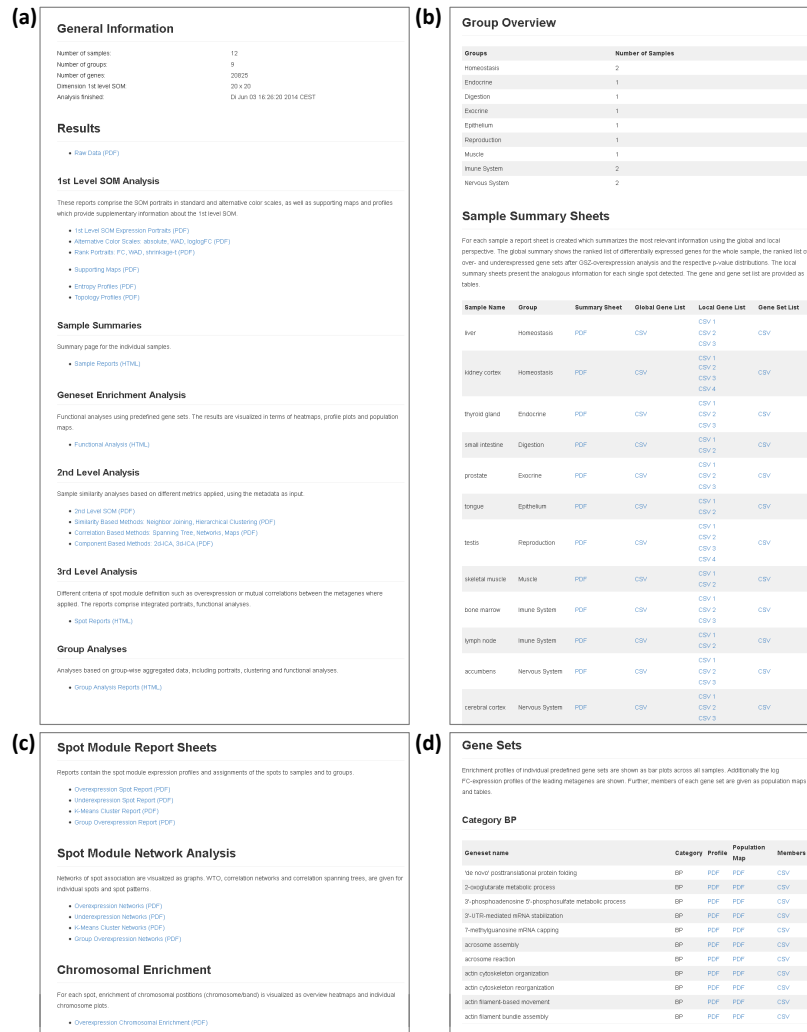 (a)
General Information
Number of samples: 12
Number of groups: 9
Number of genes: 20825
Dimension 1st level SOM: 20 x 20
Analysis finished: Di Jun 03 16:26:20 2014 CEST
Results
Raw Data (PDF)
1st Level SOM Analysis
These reports comprise the SOM portraits in standard and alternative color scales, as well as supporting maps and profiles
which provide supplementary information about the 1st level SOM.
1st Level SOM Expression Portraits (PDF)
Alternative Color Scales: absolute, WAD, loglogFC (PDF)
Rank Portraits: FC, WAD, shrinkage-t (PDF)
Supporting Maps (PDF)
Entropy Profiles (PDF)
Topology Profiles (PDF)
Sample Summaries
Summary page for the individual samples.
Sample Reports (HTML)
Geneset Enrichment Analysis
Functional analyses using predefined gene sets. The results are visualized in terms of heatmaps, profile plots and population
maps.
Functional Analysis (HTML)
2nd Level Analysis
Sample similarity analyses based on different metrics applied, using the metadata as input.
2nd Level SOM (PDF)
Similarity Based Methods: Neighbor Joining, Hierarchical Clustering (PDF)
Correlation Based Methods: Spanning Tree, Networks, Maps (PDF)
Component Based Methods: 2d-ICA, 3d-ICA (PDF)
3rd Level Analysis
Different criteria of spot module definition such as overexpression or mutual correlations between the metagenes where
applied. The reports comprise integrated portraits, functional analyses.
Spot Reports (HTML)
Group Analyses
Analyses based on group-wise aggregated data, including portraits, clustering and functional analyses.
Group Analysis Reports (HTML)
(b)
Group Overview
Groups Number of Samples
Homeostasis 2
Endocrine 1
Digestion 1
Exocrine 1
Epithelium 1
Reproduction 1
Muscle 1
Imune System 2
Nervous System 2
Sample Summary Sheets
For each sample a report sheet is created which summarizes the most relevant information using the global and local
perspective. The global summary shows the ranked list of differentially expressed genes for the whole sample, the ranked list o
over- and underexpressed gene sets after GSZ-overexpression analysis and the respective p-value distributions. The local
summary sheets present the analogous information for each single spot detected. The gene and gene set list are provided as
tables.
Sample Name Group Summary Sheet Global Gene List Local Gene List Gene Set List
CSV 1
liver Homeostasis PDF CSV CSV 2 CSV
CSV 3
CSV 1
CSV 2
kidney cortex Homeostasis PDF CSV CSV 3 CSV
CSV 4
CSV 1
thyroid gland Endocrine PDF CSV CSV 2 CSV
CSV 3
small intestine Digestion PDF CSV CSV 1 CSV
CSV 2
CSV 1
prostate Exocrine PDF CSV CSV 2 CSV
CSV 3
tongue Epithelium PDF CSV CSV 1 CSV
CSV 2
CSV 1
CSV 2
testis Reproduction PDF CSV CSV 3 CSV
CSV 4
skeletal muscle Muscle PDF CSV CSV 1 CSV
CSV 2
CSV 1
bone marrow Imune System PDF CSV CSV 2 CSV
CSV 3
lymph node Imune System PDF CSV CSV 1 CSV
CSV 2
CSV 1
accumbens Nervous System PDF CSV CSV 2 CSV
CSV 3
CSV 1
cerebral cortex Nervous System PDF CSV CSV 2 CSV
CSV 3
(c)
Spot Module Report Sheets
Reports contain the spot module expression profiles and assignments of the spots to samples and to groups.
Overexpression Spot Report (PDF)
Underexpression Spot Report (PDF)
K-Means Cluster Report (PDF)
Group Overexpression Report (PDF)
Spot Module Network Analysis
Networks of spot association are visualized as graphs. WTO, correlation networks and correlation spanning trees, are given for
individual spots and spot patterns.
Overexpression Networks (PDF)
Underexpression Networks (PDF)
K-Means Cluster Networks (PDF)
Group Overexpression Networks (PDF)
Chromosomal Enrichment
For each spot, enrichment of chromosomal postitions (chromosome/band) is visualized as overview heatmaps and individual
chromosome plots.
Overexpression Chromosomal Enrichment (PDF)
(d)
Gene Sets
Enrichment profiles of individual predefined gene sets are shown as bar plots across all samples. Additionally the log
FC-expression profiles of the leading metagenes are shown. Further, members of each gene set are given as population maps
and tables.
Category BP
Geneset name Category Profile Population Map Members
'de novo' posttranslational protein folding BP PDF PDF CSV
2-oxoglutarate metabolic process BP PDF PDF CSV
3'-phosphoadenosine 5'-phosphosulfate metabolic process BP PDF PDF CSV
3'-UTR-mediated mRNA stabilization BP PDF PDF CSV
7-methylguanosine mRNA capping BP PDF PDF CSV
acrosome assembly BP PDF PDF CSV
acrosome reaction BP PDF PDF CSV
actin cytoskeleton organization BP PDF PDF CSV
actin cytoskeleton reorganization BP PDF PDF CSV
actin filament-based movement BP PDF PDF CSV
actin filament bundle assembly BP PDF PDF CSV